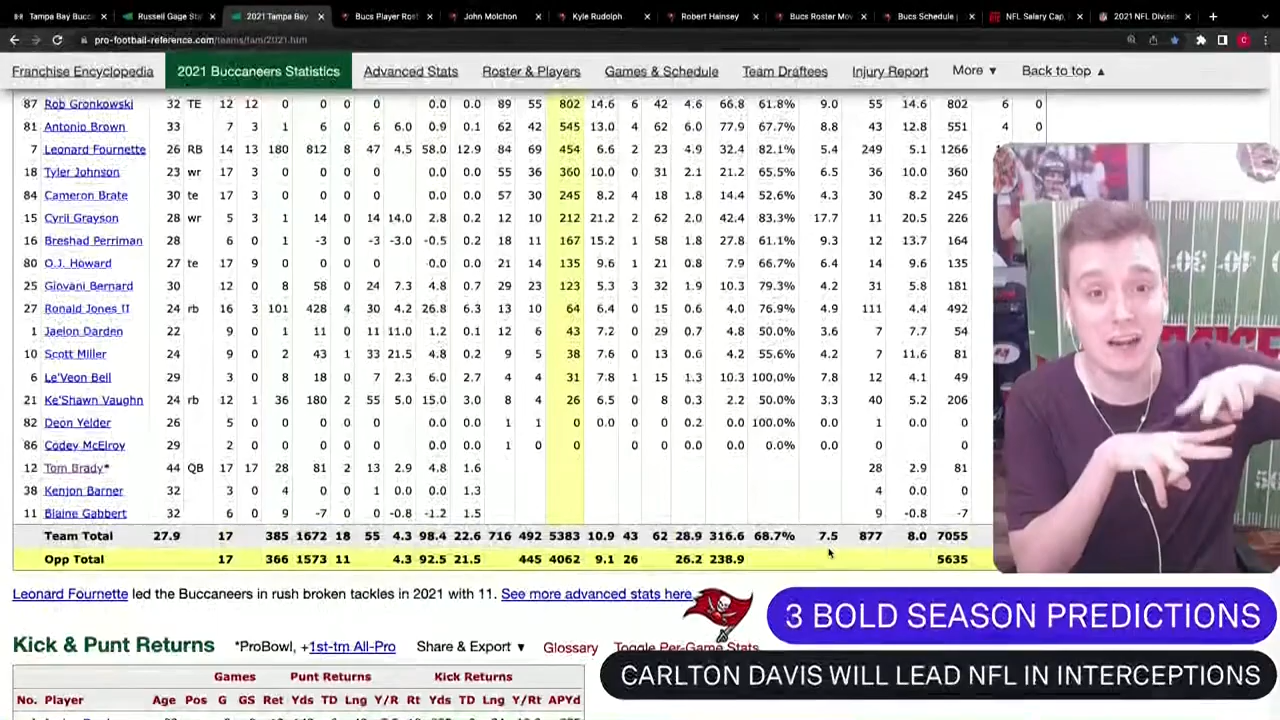 Tampa Bay Bucc
Russell Gage Sta
2021 Tampa Bay
Bucs Player Rost
John Molchon
Kyle Rudolph
Robert Hainsey
Bucs Roster Mov
Bucs Schedule
NFL Salary Cap,
2021 NFL Divisi
pro-football-reference.com/teams/tam/2021.htm
Franchise Encyclopedia 2021 Buccaneers Statistics Advanced Stats Roster & Players Games & Schedule Team Draftees Injury Report More ▼ Back to top ▲
87 Rob Gronkowski 32 TE 12 12 0 0 0 0 0.0 0.0 89 55 802 14.6 6 42 4.6 66.8 61.8% 9.0 55 14.6 802 6 0
81 Antonio Brown 33 7 3 1 6 0 6 6.0 0.9 0.1 62 42 545 13.0 4 62 6.0 77.9 67.7% 8.8 43 12.8 551 4 0
7 Leonard Fournette 26 RB 14 13 180 812 8 47 4.5 58.0 12.9 84 69 454 6.6 2 23 4.9 32.4 82.1% 5.4 249 5.1 1266
18 Tyler Johnson 23 wr 17 3 0 0 0 0 0.0 0.0 55 36 360 10.0 0 31 2.1 21.2 65.5% 6.5 36 10.0 360
84 Cameron Brate 30 te 17 3 0 0 0 0 0.0 0.0 57 30 245 8.2 4 18 1.8 14.4 52.6% 4.3 30 8.2 245
15 Cyril Grayson 28 wr 5 3 1 14 0 14 14.0 2.8 0.2 12 10 212 21.2 2 62 2.0 42.4 83.3% 17.7 11 20.5 226
16 Breshad Perriman 28 6 0 1 -3 0 -3 -3.0 -0.5 0.2 18 11 167 15.2 1 58 1.8 27.8 61.1% 9.3 12 13.7 164
80 O.J. Howard 27 te 17 9 0 0 0 0 0.0 0.0 21 14 135 9.6 1 21 0.8 7.9 66.7% 6.4 14 9.6 135
25 Giovani Bernard 30 12 0 8 58 0 24 7.3 4.8 0.7 29 23 123 5.3 3 32 1.9 10.3 79.3% 4.2 31 5.8 181
27 Ronald Jones II 24 rb 16 3 101 428 4 30 4.2 26.8 6.3 13 10 64 6.4 0 15 0.6 4.0 76.9% 4.9 111 4.4 492
1 Jaelon Darden 22 9 0 1 11 0 11 11.0 1.2 0.1 12 6 43 7.2 0 29 0.7 4.8 50.0% 3.6 7 7.7 54
10 Scott Miller 24 9 0 2 43 1 33 21.5 4.8 0.2 9 5 38 7.6 0 13 0.6 4.2 55.6% 4.2 7 11.6 81
6 Le'Veon Bell 29 3 0 8 18 0 7 2.3 6.0 2.7 4 4 31 7.8 1 15 1.3 10.3 100.0% 7.8 12 4.1 49
21 Ke'Shawn Vaughn 24 rb 12 1 36 180 2 55 5.0 15.0 3.0 8 4 26 6.5 0 8 0.3 2.2 50.0% 3.3 40 5.2 206
82 Deon Yelder 26 5 0 0 0 0 0 0.0 0.0 1 1 0 0.0 0 0 0.2 0.0 100.0% 0.0 1 0.0 0
86 Codey McElroy 29 2 0 0 0 0 0 0.0 0.0 1 0 0 0 0 0.0 0.0 0.0% 0.0 0 0
12 Tom Brady* 44 QB 17 17 28 81 2 13 2.9 4.8 1.6 28 2.9 81
38 Kenjon Barner 32 3 0 4 0 0 1 0.0 0.0 1.3 4 0.0 0
11 Blaine Gabbert 32 6 0 9 -7 0 0 -0.8 -1.2 1.5 9 -0.8 -7
Team Total 27.9 17 385 1672 18 55 4.3 98.4 22.6 716 492 5383 10.9 43 62 28.9 316.6 68.7% 7.5 877 8.0 7055
Opp Total 17 366 1573 11 4.3 92.5 21.5 445 4062 9.1 26 26.2 238.9 5635
Leonard Fournette led the Buccaneers in rush broken tackles in 2021 with 11. See more advanced stats here.
3 BOLD SEASON PREDICTIONS
Kick & Punt Returns *ProBowl, +1st-tm All-Pro Share & Export ▼ Glossary Toggle Per-Game Stats
CARLTON DAVIS WILL LEAD NFL IN INTERCEPTIONS
Games Punt Returns Kick Returns
No. Player Age Pos G GS Ret Yds TD Lng Y/R Rt Yds TD Lng Y/Rt APYd